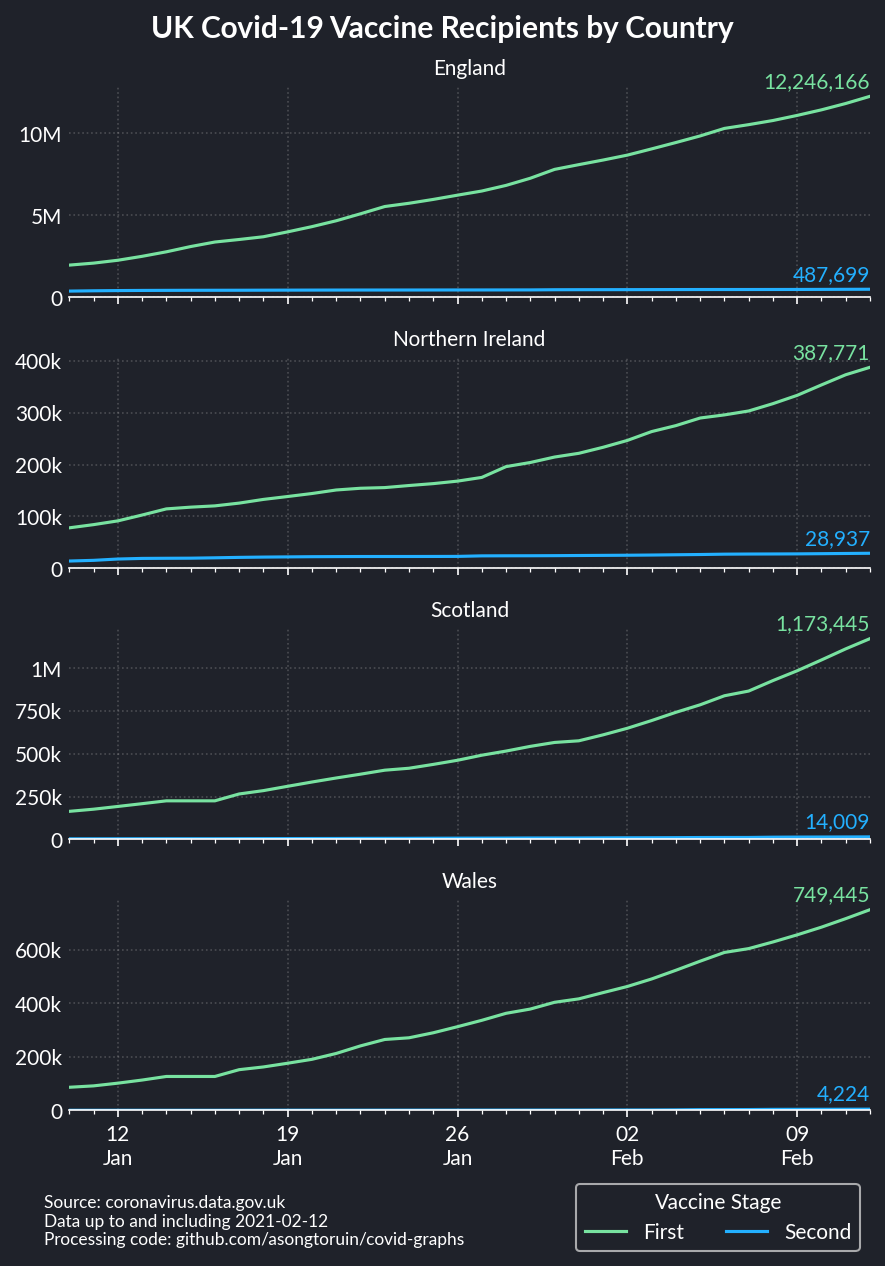 UK Covid-19 Vaccine Recipients by Country
England
12,246,166
10M
5M
487,699
0
Northern Ireland
387,771
400k
300k
200k
100k
28,937
0
Scotland
1,173,445
1M
750k
500k
250k
14,009
0
Wales
749,445
600k
400k
200k
4,224
0
12 19 26 02 09
Jan Jan Jan Feb Feb
Source: coronavirus.data.gov.uk
Data up to and including 2021-02-12
Processing code: github.com/asongtoruin/covid-graphs
Vaccine Stage
First Second